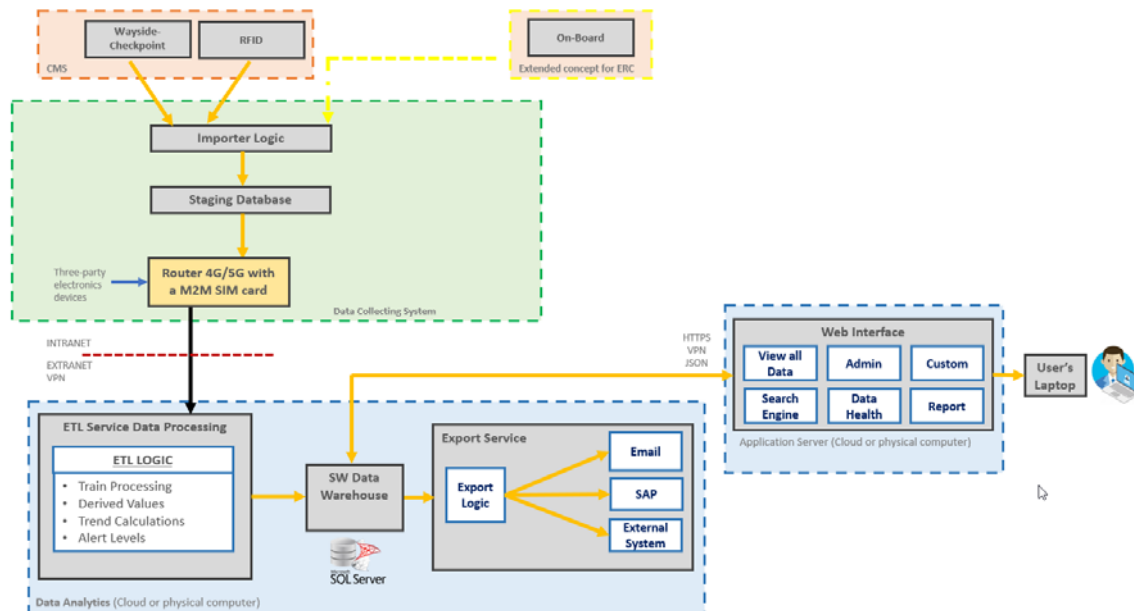 Wayside-
Checkpoint
RFID
CMS
On-Board
Extended concept for ERC
Importer Logic
Staging Database
Three-party
electronics
devices
Router 4G/5G with
a M2M SIM card
Data Collecting System
INTRANET
EXTRANET
VPN
HTTPS
VPN
JSON
Web Interface
View all
Data
Admin
Custom
Search
Engine
Data
Health
Report
Application Server (Cloud or physical computer)
User's
Laptop
ETL Service Data Processing
ETL LOGIC
• Train Processing
• Derived Values
• Trend Calculations
• Alert Levels
SW Data
Warehouse
Microsoft
SQL Server
Export Service
Export
Logic
Email
SAP
External
System
Data Analytics (Cloud or physical computer)